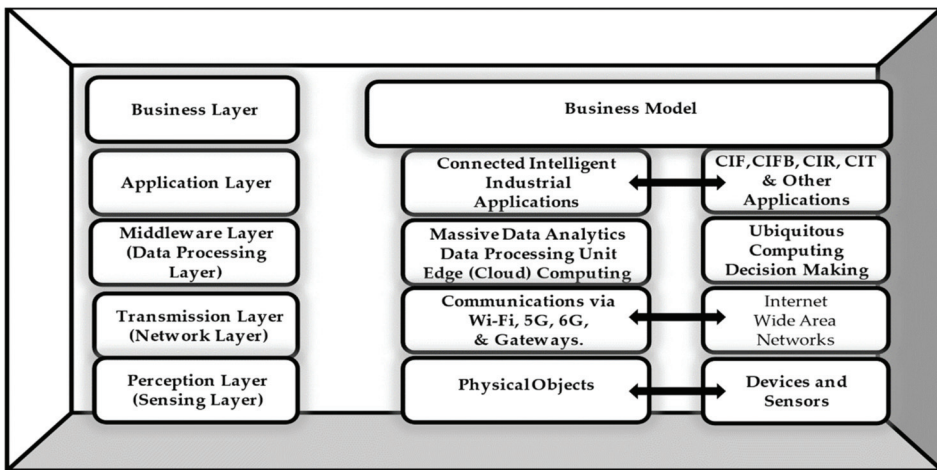 Business Layer
Business Model
Application Layer
Connected Intelligent
Industrial
Applications
CIF, CIFB, CIR, CIT
& Other
Applications
Middleware Layer
(Data Processing
Layer)
Massive Data Analytics
Data Processing Unit
Edge (Cloud) Computing
Ubiquitous
Computing
Decision Making
Transmission Layer
(Network Layer)
Communications via
Wi-Fi, 5G, 6G,
& Gateways.
Internet
Wide Area
Networks
Perception Layer
(Sensing Layer)
Physical Objects
Devices and
Sensors